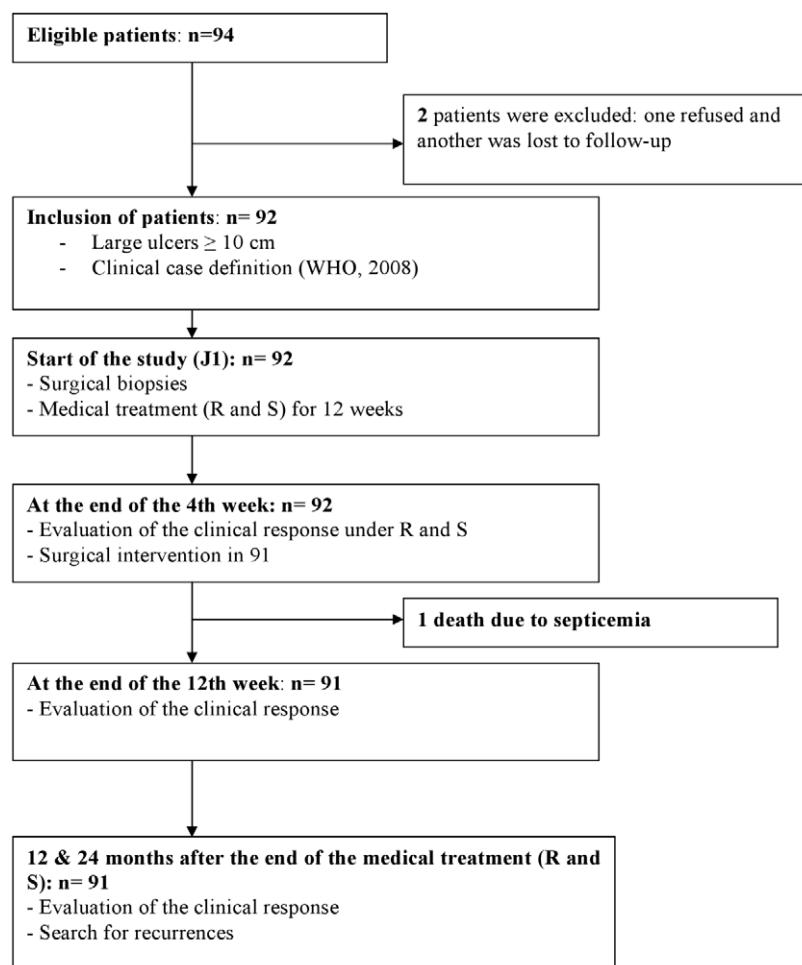 Eligible patients: n=94
2 patients were excluded: one refused and
another was lost to follow-up
Inclusion of patients: n= 92
- Large ulcers ≥ 10 cm
- Clinical case definition (WHO, 2008)
Start of the study (J1): n= 92
- Surgical biopsies
- Medical treatment (R and S) for 12 weeks
At the end of the 4th week: n= 92
- Evaluation of the clinical response under R and S
- Surgical intervention in 91
1 death due to septicemia
At the end of the 12th week: n= 91
- Evaluation of the clinical response
12 & 24 months after the end of the medical treatment (R and
S): n= 91
- Evaluation of the clinical response
- Search for recurrences